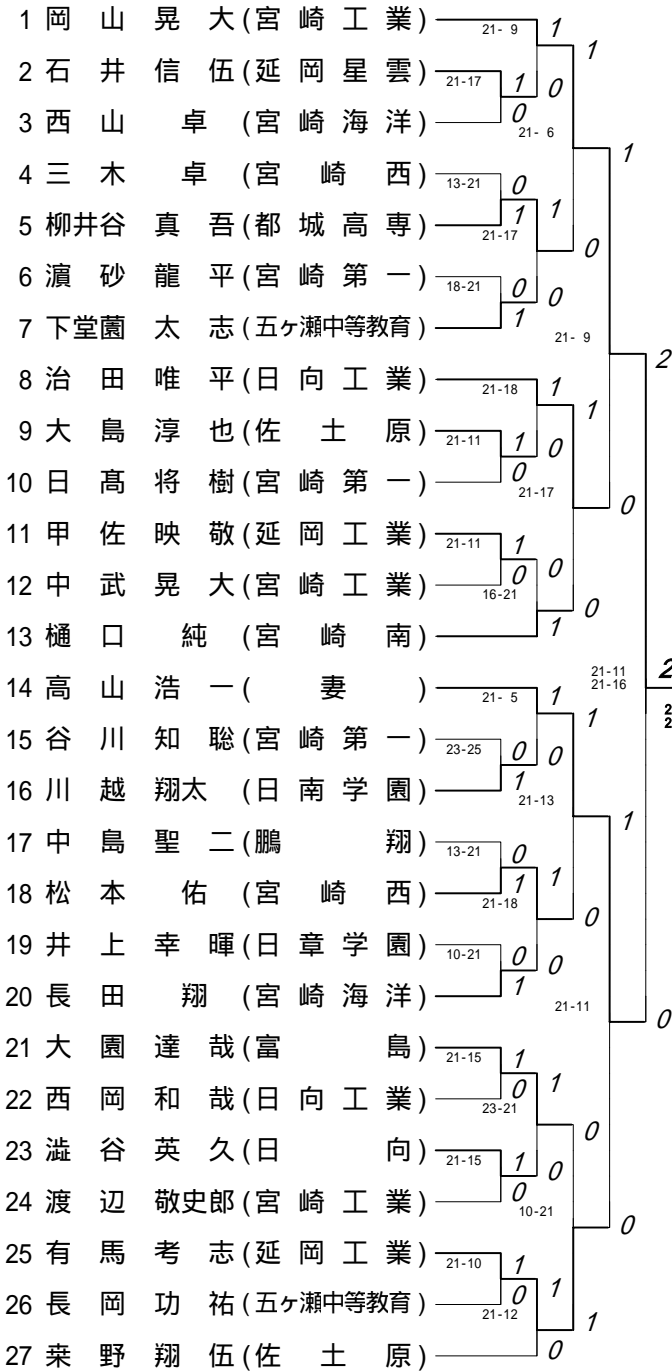 1 岡山晃大(宮崎工業)
21- 9 1
1
2 石井信伍(延岡星雲)
21-17 1 0
3 西山卓(宮崎海洋)
0
21- 6
1
4 三木卓(宮崎西)
13-21 0
5 柳井谷真吾(都城高専)
1 1
21-17
0
6 濵砂龍平(宮崎第一)
18-21 0 0
7 下堂薗太志(五ヶ瀬中等教育)
1
21- 9
2
8 治田唯平(日向工業)
21-18 1
1
9 大島淳也(佐土原)
21-11 1 0
10 日髙将樹(宮崎第一)
0
21-17
0
11 甲佐映敬(延岡工業)
21-11 1
12 中武晃大(宮崎工業)
0 0
16-21
0
13 樋口純(宮崎南)
1
21-11
21-16
2
2
2
14 高山浩一(妻)
21- 5 1
1
15 谷川知聡(宮崎第一)
23-25 0 0
16 川越翔太(日南学園)
1
21-13
1
17 中島聖二(鵬翔)
13-21 0
18 松本佑(宮崎西)
1 1
21-18
0
19 井上幸暉(日章学園)
10-21 0 0
20 長田翔(宮崎海洋)
1
21-11
0
21 大園達哉(富島)
21-15 1
22 西岡和哉(日向工業)
0 1
23-21
0
23 澁谷英久(日向)
21-15 1 0
24 渡辺敬史郎(宮崎工業)
0
10-21
0
25 有馬考志(延岡工業)
21-10 1
26 長岡功祐(五ヶ瀬中等教育)
0 1
21-12
1
27 来野翔伍(佐土原)
0